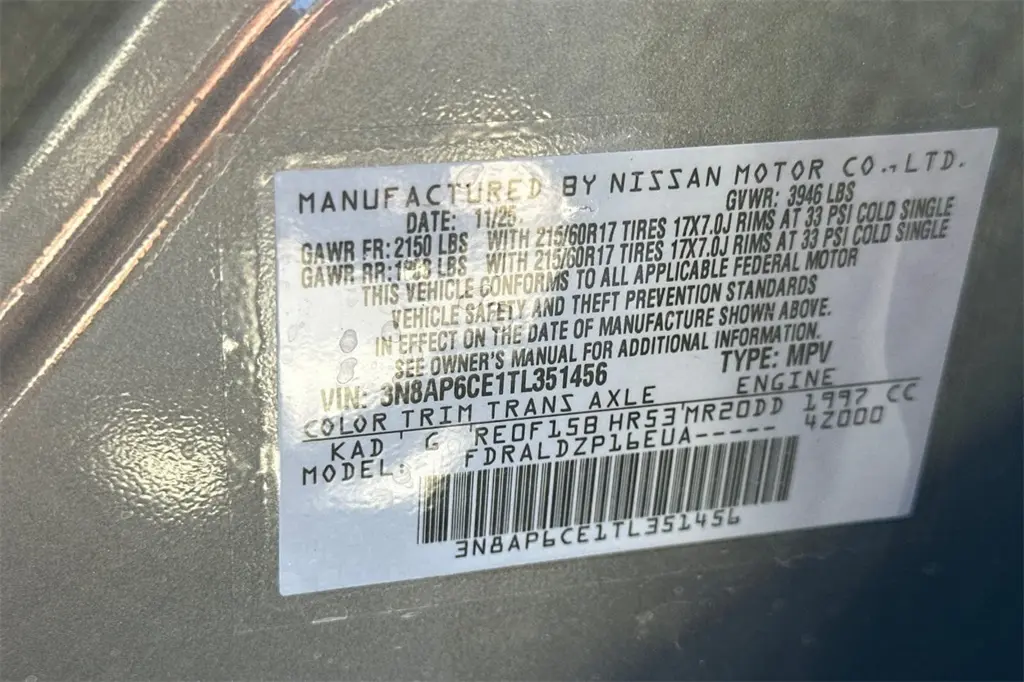 MANUFACTURED BY NISSAN MOTOR CO., LTD.
DATE: 11/25 GVWR: 3946 LBS
GAWR FR: 2150 LBS WITH 215/60R17 TIRES 17X7.0J RIMS AT 33 PSI COLD SINGLE
GAWR RR: LBS WITH 215/60R17 TIRES 17X7.0J RIMS AT 33 PSI COLD SINGLE
THIS VEHICLE CONFORMS TO ALL APPLICABLE FEDERAL MOTOR
VEHICLE SAFETY AND THEFT PREVENTION STANDARDS
IN EFFECT ON THE DATE OF MANUFACTURE SHOWN ABOVE.
SEE OWNER'S MANUAL FOR ADDITIONAL INFORMATION.
VIN: 3N8AP6CE1TL351456 TYPE: MPV
COLOR TRIM TRANS AXLE ENGINE
KAD G RE0F15B HR53 MR20DD 1997 CC
MODEL: FDRALDZP16EUA----- 42000
3N8AP6CE1TL351456